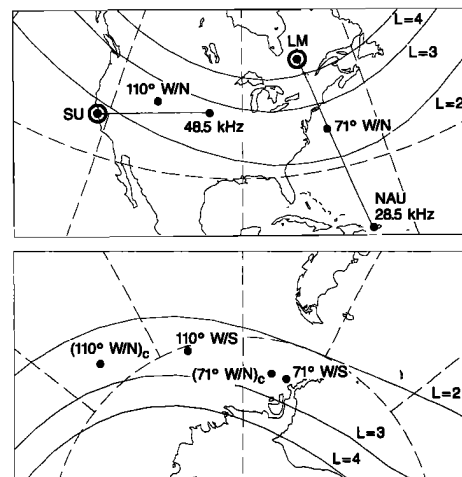 L=4
LM
L=3
110° W/N
L=2
SU
48.5 kHz
71° W/N
NAU
28.5 kHz
110° W/S
(110° W/N)c
(71° W/N)c
71° W/S
L=2
L=3
L=4